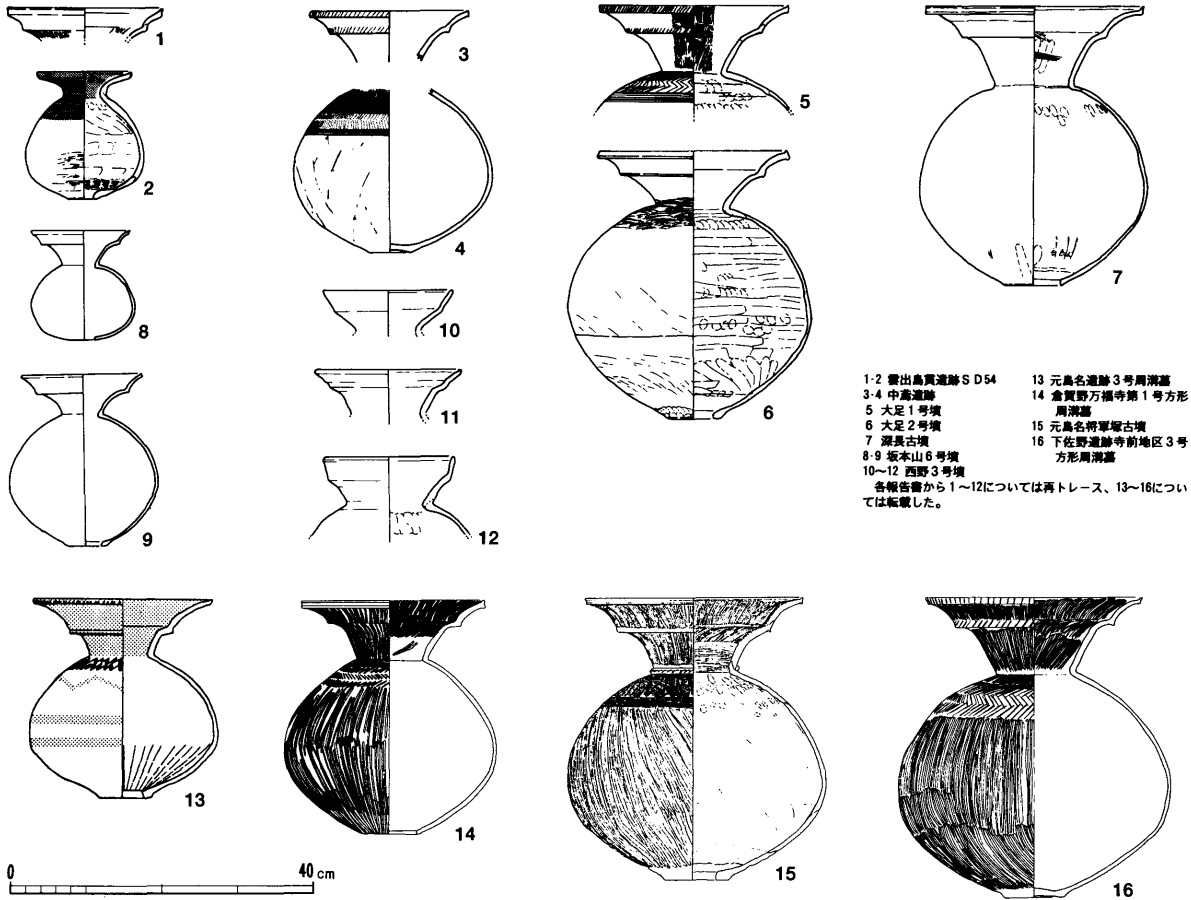 1
2
3
4
5
6
7
8
9
10
11
12
1·2 雲出島貫遺跡ＳＤ54
3·4 中鳶遺跡
5 大足１号墳
6 大足２号墳
7 深長古墳
8·9 坂本山６号墳
10～12 西野３号墳
13 元島名遺跡３号周溝墓
14 倉賀野万福寺第１号方形
周溝墓
15 元島名将軍塚古墳
16 下佐野遺跡寺前地区３号
方形周溝墓
各報告書から１～12については再トレース、13～16につい
ては転載した。
13
14
15
16
0 40 cm